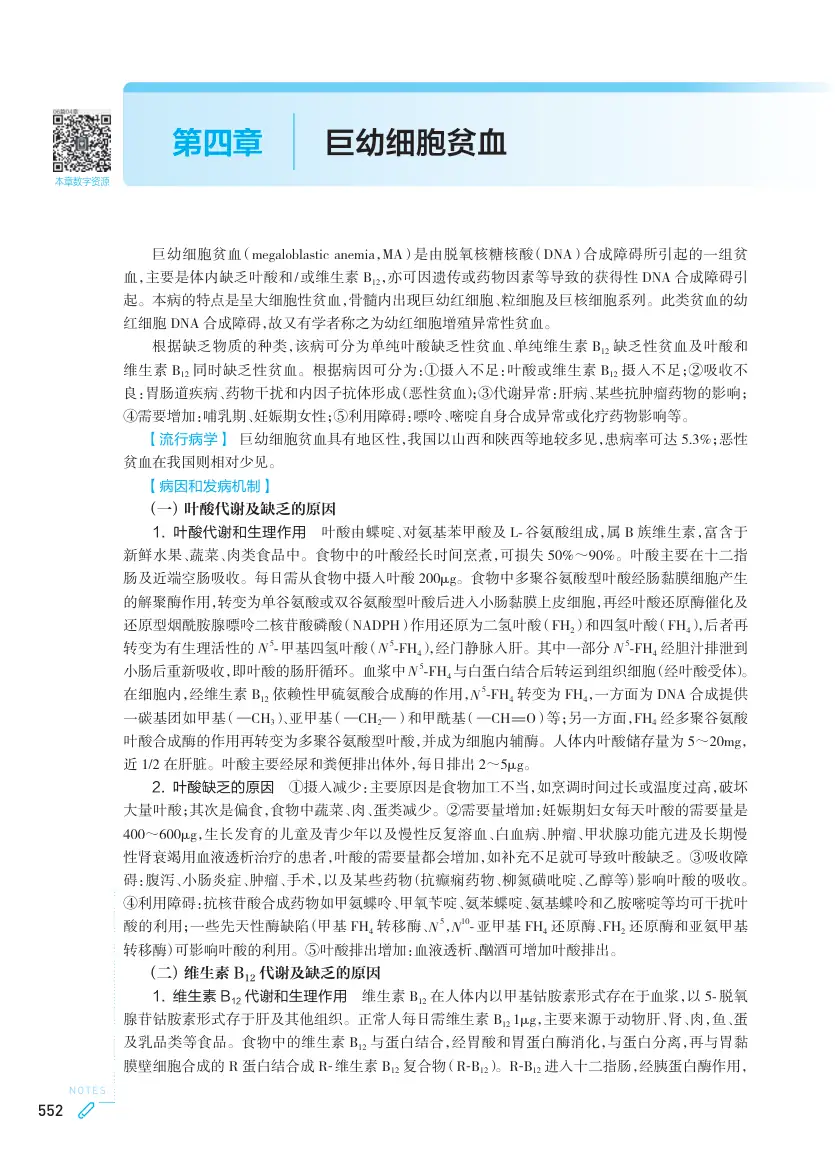 06篇04章
本章数字资源
第四章 巨幼细胞贫血
巨幼细胞贫血(megaloblastic anemia,MA)是由脱氧核糖核酸(DNA)合成障碍所引起的一组贫
血,主要是体内缺乏叶酸和/或维生素 B₁₂,亦可因遗传或药物因素等导致的获得性 DNA 合成障碍引
起。本病的特点是呈大细胞性贫血,骨髓内出现巨幼红细胞、粒细胞及巨核细胞系列。此类贫血的幼
红细胞 DNA 合成障碍,故又有学者称之为幼红细胞增殖异常性贫血。
根据缺乏物质的种类,该病可分为单纯叶酸缺乏性贫血、单纯维生素 B₁₂ 缺乏性贫血及叶酸和
维生素 B₁₂ 同时缺乏性贫血。根据病因可分为:①摄入不足:叶酸或维生素 B₁₂ 摄入不足;②吸收不
良:胃肠道疾病、药物干扰和内因子抗体形成(恶性贫血);③代谢异常:肝病、某些抗肿瘤药物的影响;
④需要增加:哺乳期、妊娠期女性;⑤利用障碍:嘌呤、嘧啶自身合成异常或化疗药物影响等。
【流行病学】 巨幼细胞贫血具有地区性,我国以山西和陕西等地较多见,患病率可达 5.3%;恶性
贫血在我国则相对少见。
【病因和发病机制】
(一)叶酸代谢及缺乏的原因
1. 叶酸代谢和生理作用 叶酸由蝶啶、对氨基苯甲酸及 L-谷氨酸组成,属 B 族维生素,富含于
新鲜水果、蔬菜、肉类食品中。食物中的叶酸经长时间烹煮,可损失 50%～90%。叶酸主要在十二指
肠及近端空肠吸收。每日需从食物中摄入叶酸 200μg。食物中多聚谷氨酸型叶酸经肠黏膜细胞产生
的解聚酶作用,转变为单谷氨酸或双谷氨酸型叶酸后进入小肠黏膜上皮细胞,再经叶酸还原酶催化及
还原型烟酰胺腺嘌呤二核苷酸磷酸(NADPH)作用还原为二氢叶酸(FH₂)和四氢叶酸(FH₄),后者再
转变为有生理活性的 N⁵-甲基四氢叶酸(N⁵-FH₄),经门静脉入肝。其中一部分 N⁵-FH₄ 经胆汁排泄到
小肠后重新吸收,即叶酸的肠肝循环。血浆中 N⁵-FH₄ 与白蛋白结合后转运到组织细胞(经叶酸受体)。
在细胞内,经维生素 B₁₂ 依赖性甲硫氨酸合成酶的作用,N⁵-FH₄ 转变为 FH₄,一方面为 DNA 合成提供
一碳基团如甲基(—CH₃)、亚甲基(—CH₂—)和甲酰基(—CH═O)等;另一方面,FH₄ 经多聚谷氨酸
叶酸合成酶的作用再转变为多聚谷氨酸型叶酸,并成为细胞内辅酶。人体内叶酸储存量为 5～20mg,
近 1/2 在肝脏。叶酸主要经尿和粪便排出体外,每日排出 2～5μg。
2. 叶酸缺乏的原因 ①摄入减少:主要原因是食物加工不当,如烹调时间过长或温度过高,破坏
大量叶酸;其次是偏食,食物中蔬菜、肉、蛋类减少。②需要量增加:妊娠期妇女每天叶酸的需要量是
400～600μg,生长发育的儿童及青少年以及慢性反复溶血、白血病、肿瘤、甲状腺功能亢进及长期慢
性肾衰竭用血液透析治疗的患者,叶酸的需要量都会增加,如补充不足就可导致叶酸缺乏。③吸收障
碍:腹泻、小肠炎症、肿瘤、手术,以及某些药物(抗癫痫药物、柳氮磺吡啶、乙醇等)影响叶酸的吸收。
④利用障碍:抗核苷酸合成药物如甲氨蝶呤、甲氧苄啶、氨苯蝶啶、氨基蝶呤和乙胺嘧啶等均可干扰叶
酸的利用;一些先天性酶缺陷(甲基 FH₄ 转移酶、N⁵,N¹⁰-亚甲基 FH₄ 还原酶、FH₂ 还原酶和亚氨甲基
转移酶)可影响叶酸的利用。⑤叶酸排出增加:血液透析、酗酒可增加叶酸排出。
(二)维生素 B₁₂ 代谢及缺乏的原因
1. 维生素 B₁₂ 代谢和生理作用 维生素 B₁₂ 在人体内以甲基钴胺素形式存在于血浆,以 5-脱氧
腺苷钴胺素形式存于肝及其他组织。正常人每日需维生素 B₁₂ 1μg,主要来源于动物肝、肾、肉,鱼、蛋
及乳品类等食品。食物中的维生素 B₁₂ 与蛋白结合,经胃酸和胃蛋白酶消化,与蛋白分离,再与胃黏
膜壁细胞合成的 R 蛋白结合成 R-维生素 B₁₂ 复合物(R-B₁₂)。R-B₁₂ 进入十二指肠,经胰蛋白酶作用,
NOTES
552